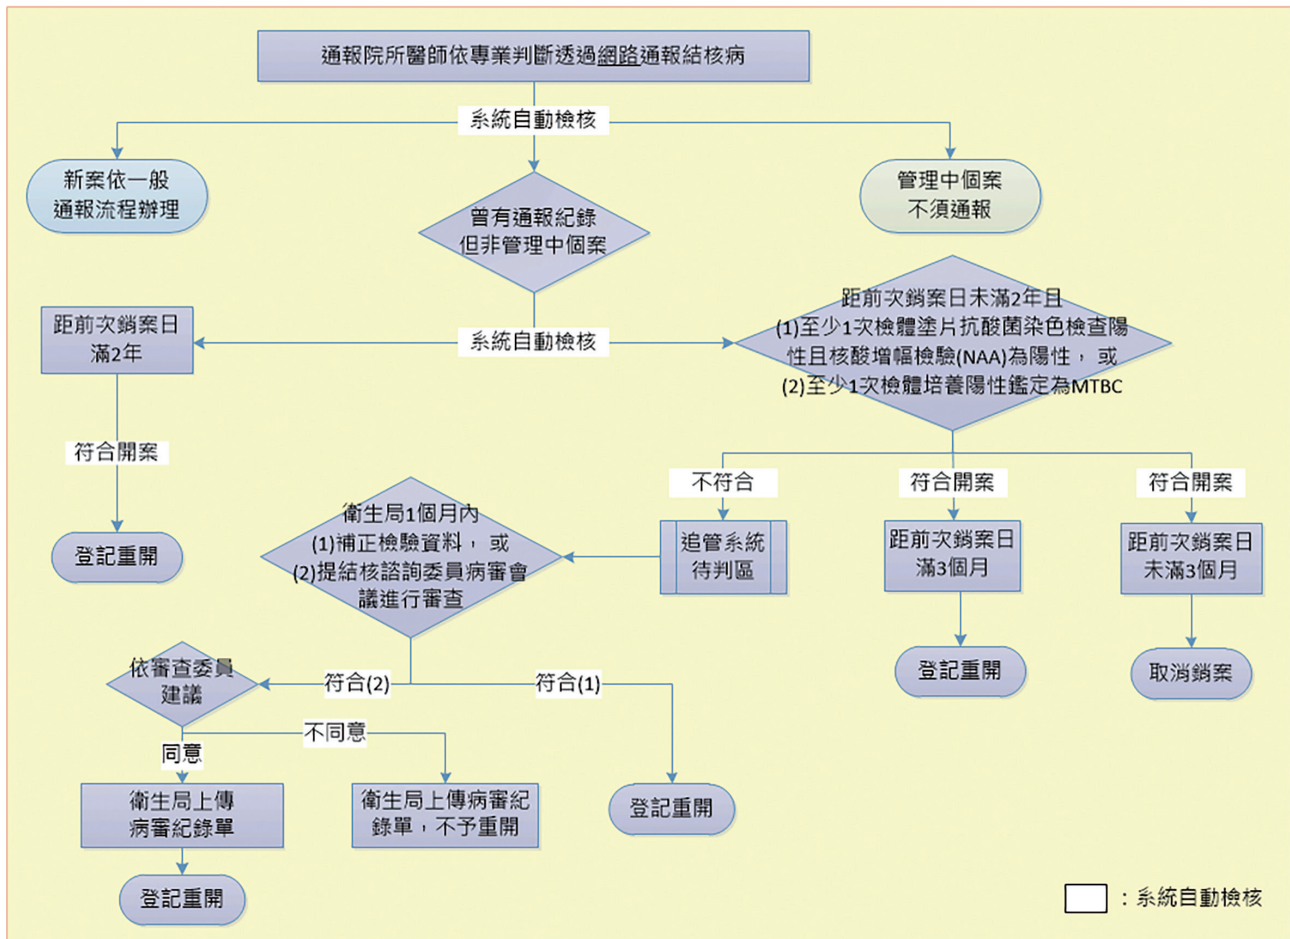 通報院所醫師依專業判斷透過網路通報結核病
系統自動檢核
新案依一般
通報流程辦理
曾有通報紀錄
但非管理中個案
管理中個案
不須通報
距前次銷案日
滿2年
系統自動檢核
距前次銷案日未滿2年且
(1)至少1次檢體塗片抗酸菌染色檢查陽
性且核酸增幅檢驗(NAA)為陽性，或
(2)至少1次檢體培養陽性鑑定為MTBC
符合開案
登記重開
不符合
符合開案
符合開案
衛生局1個月內
(1)補正檢驗資料，或
(2)提結核諮詢委員病審會
議進行審查
追管系統
待判區
距前次銷案日
滿3個月
距前次銷案日
未滿3個月
登記重開
取消銷案
依審查委員
建議
符合(2)
符合(1)
同意
不同意
衛生局上傳
病審紀錄單
衛生局上傳病審紀
錄單，不予重開
登記重開
登記重開
：系統自動檢核